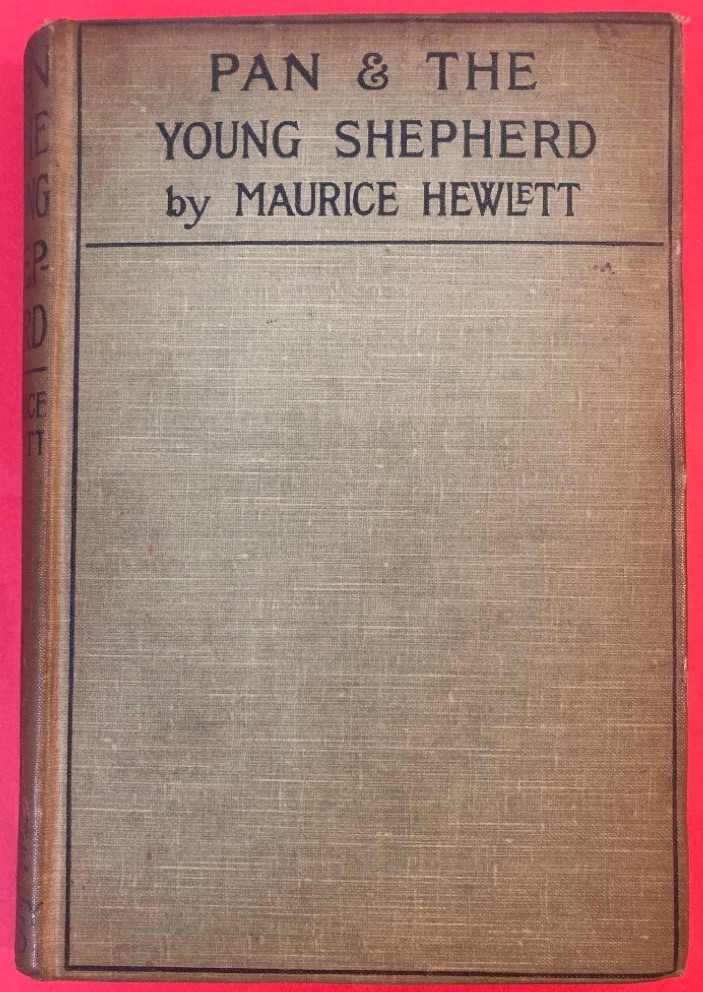 PAN & THE
YOUNG SHEPHERD
by MAURICE HEWLETT